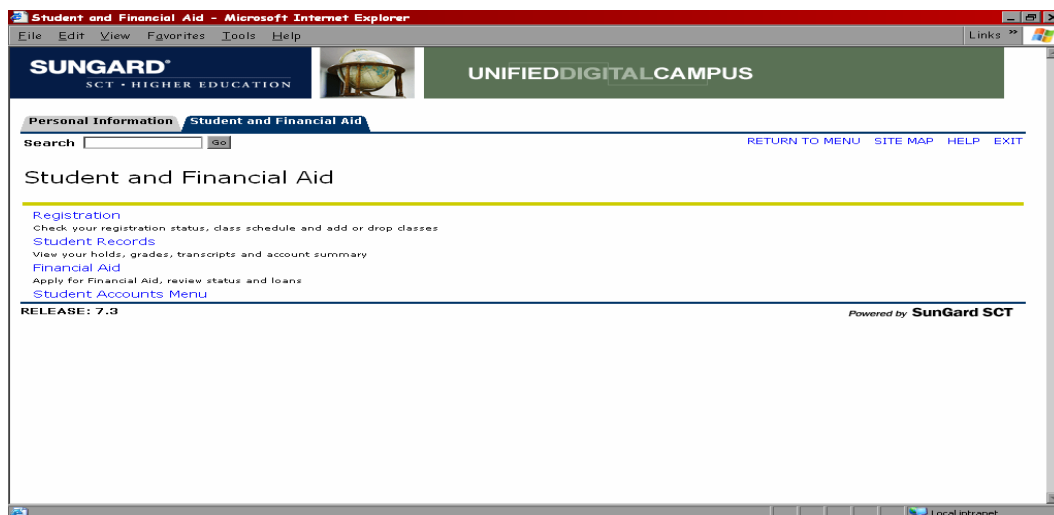 Student and Financial Aid - Microsoft Internet Explorer
File Edit View Favorites Tools Help Links »
SUNGARD®
SCT • HIGHER EDUCATION
UNIFIEDDIGITALCAMPUS
Personal Information Student and Financial Aid
Search Go RETURN TO MENU SITE MAP HELP EXIT
Student and Financial Aid
Registration
Check your registration status, class schedule and add or drop classes
Student Records
View your holds, grades, transcripts and account summary
Financial Aid
Apply for Financial Aid, review status and loans
Student Accounts Menu
RELEASE: 7.3 Powered by SunGard SCT
Local intranet